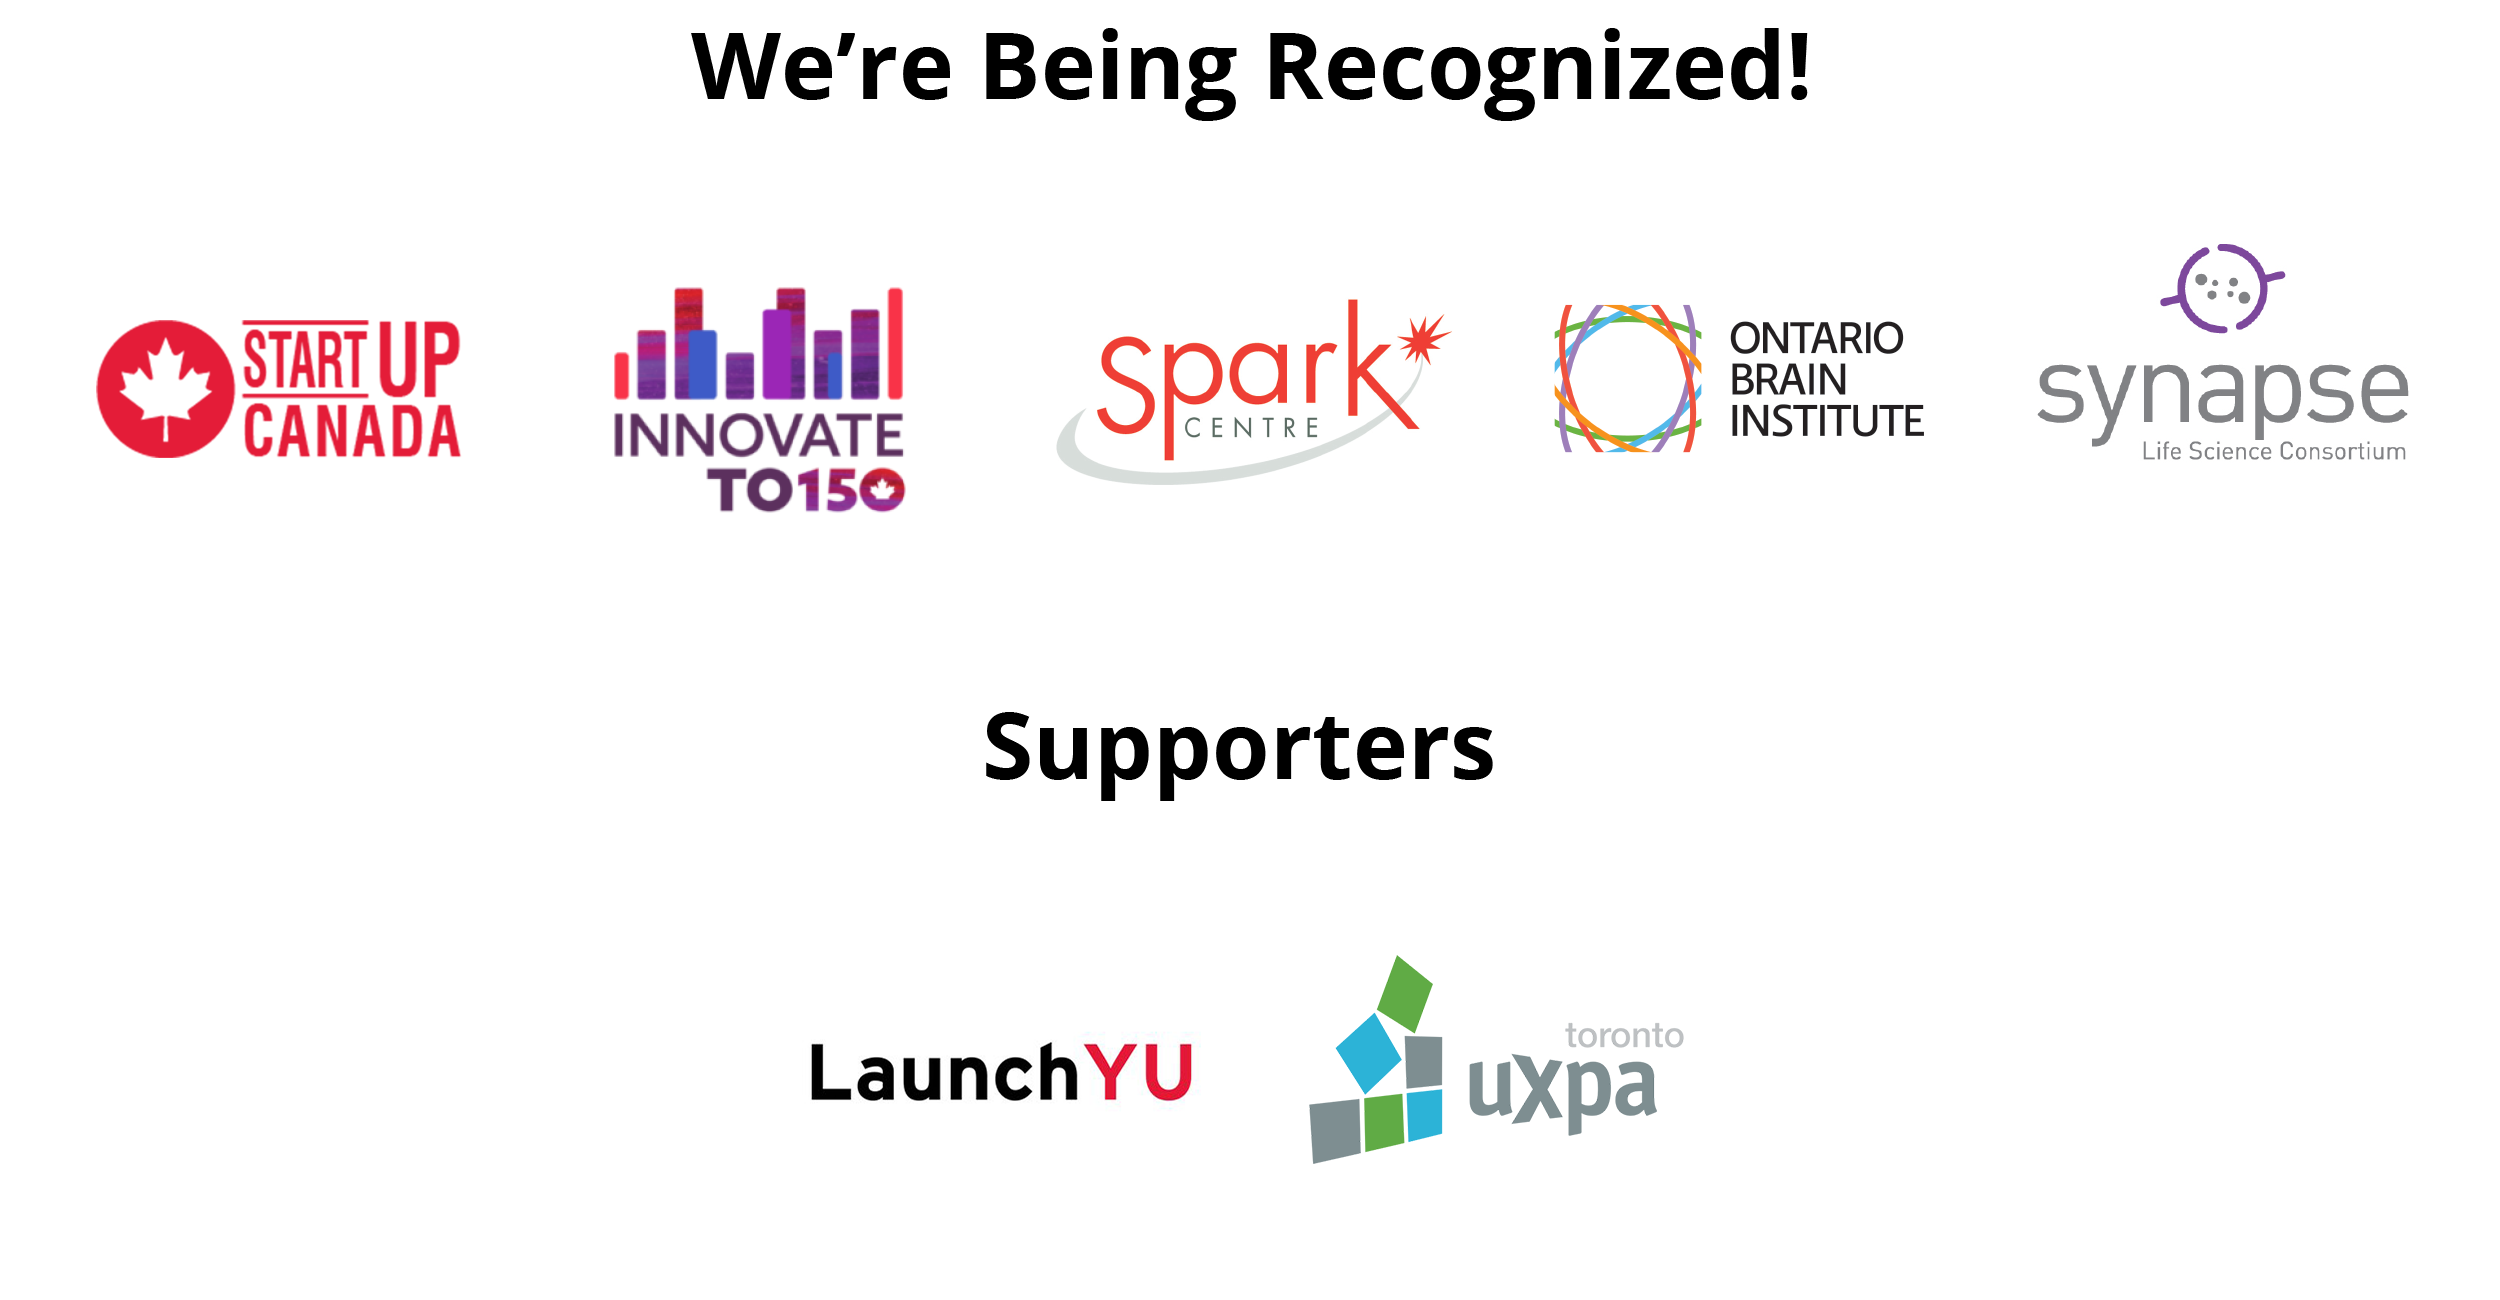 We’re Being Recognized!
START UP
CANADA
INNOVATE
TO150
Spark
CENTRE
ONTARIO
BRAIN
INSTITUTE
synapse
Life Science Consortium
Supporters
LaunchYU
toronto
uxpa